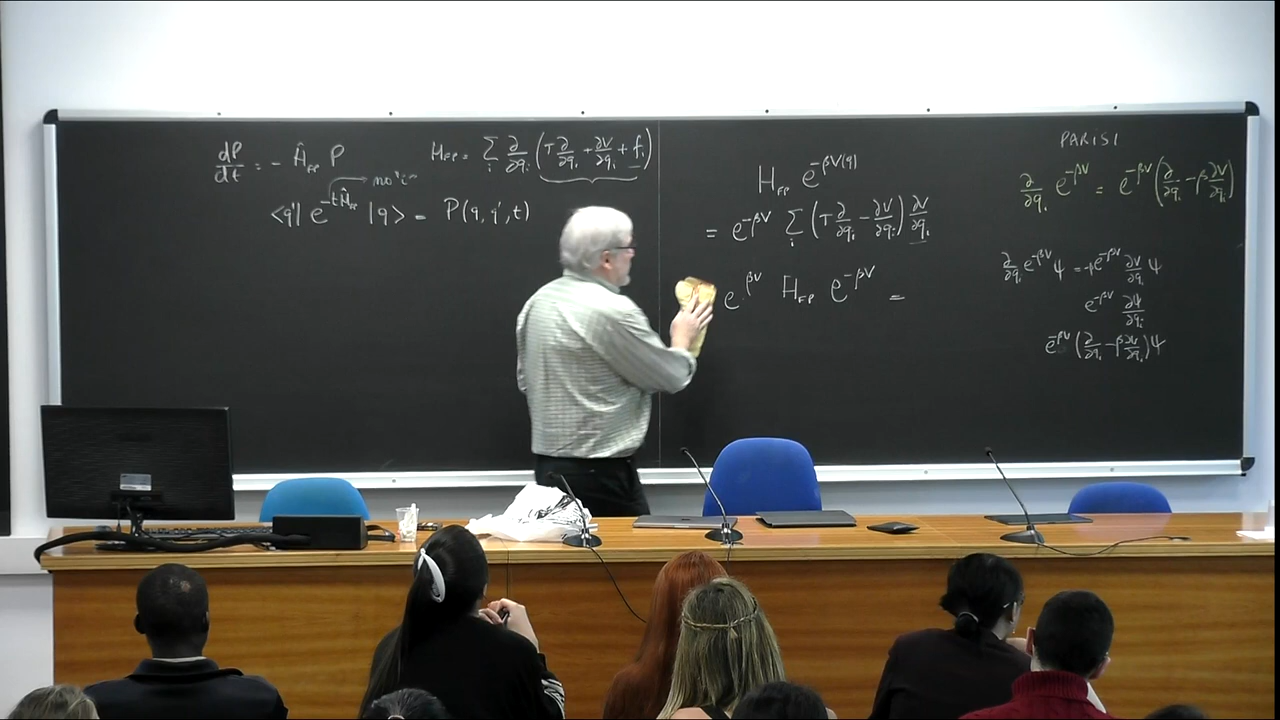 dP/dt = - Ĥ_FP P
→ no "i"
<q'| e^{-tĤ_FP} |q> = P(q, q', t)
H_FP = Σ_i ∂/∂q_i (T ∂/∂q_i + ∂V/∂q_i + f_i)
H_FP e^{-βV(q)}
= e^{-βV} Σ_i (T ∂/∂q_i - ∂V/∂q_i) ∂V/∂q_i
e^{βV} H_FP e^{-βV} =
PARISI
∂/∂q_i e^{-βV} = e^{-βV} (∂/∂q_i - β ∂V/∂q_i)
∂/∂q_i e^{-βV} ψ = -β e^{-βV} ∂V/∂q_i ψ
e^{-βV} ∂ψ/∂q_i
e^{-βV} (∂/∂q_i - β ∂V/∂q_i) ψ